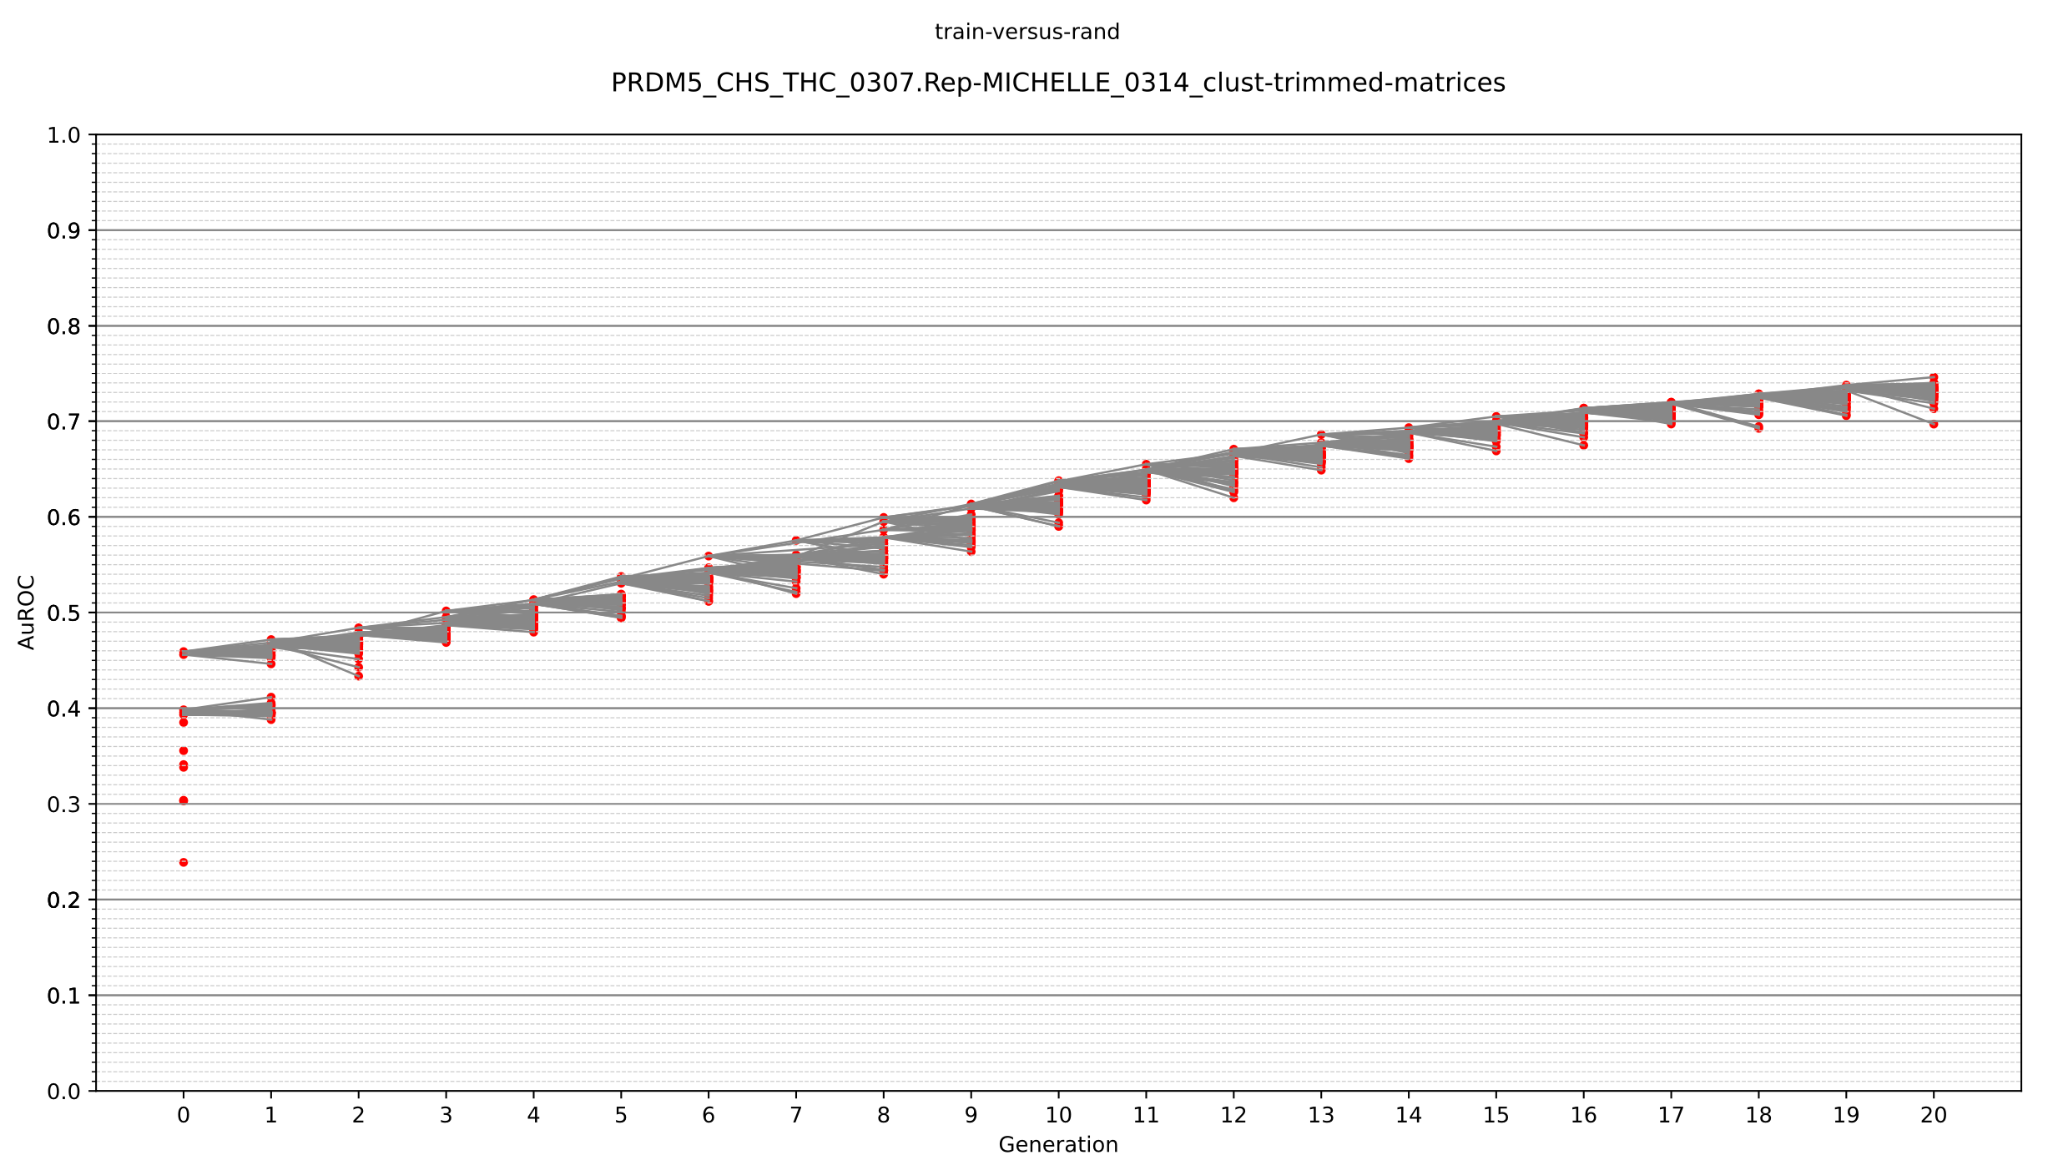 train-versus-rand
PRDM5_CHS_THC_0307.Rep-MICHELLE_0314_clust-trimmed-matrices
1.0
0.9
0.8
0.7
0.6
0.5
0.4
0.3
0.2
0.1
0.0
AuROC
0 1 2 3 4 5 6 7 8 9 10 11 12 13 14 15 16 17 18 19 20
Generation